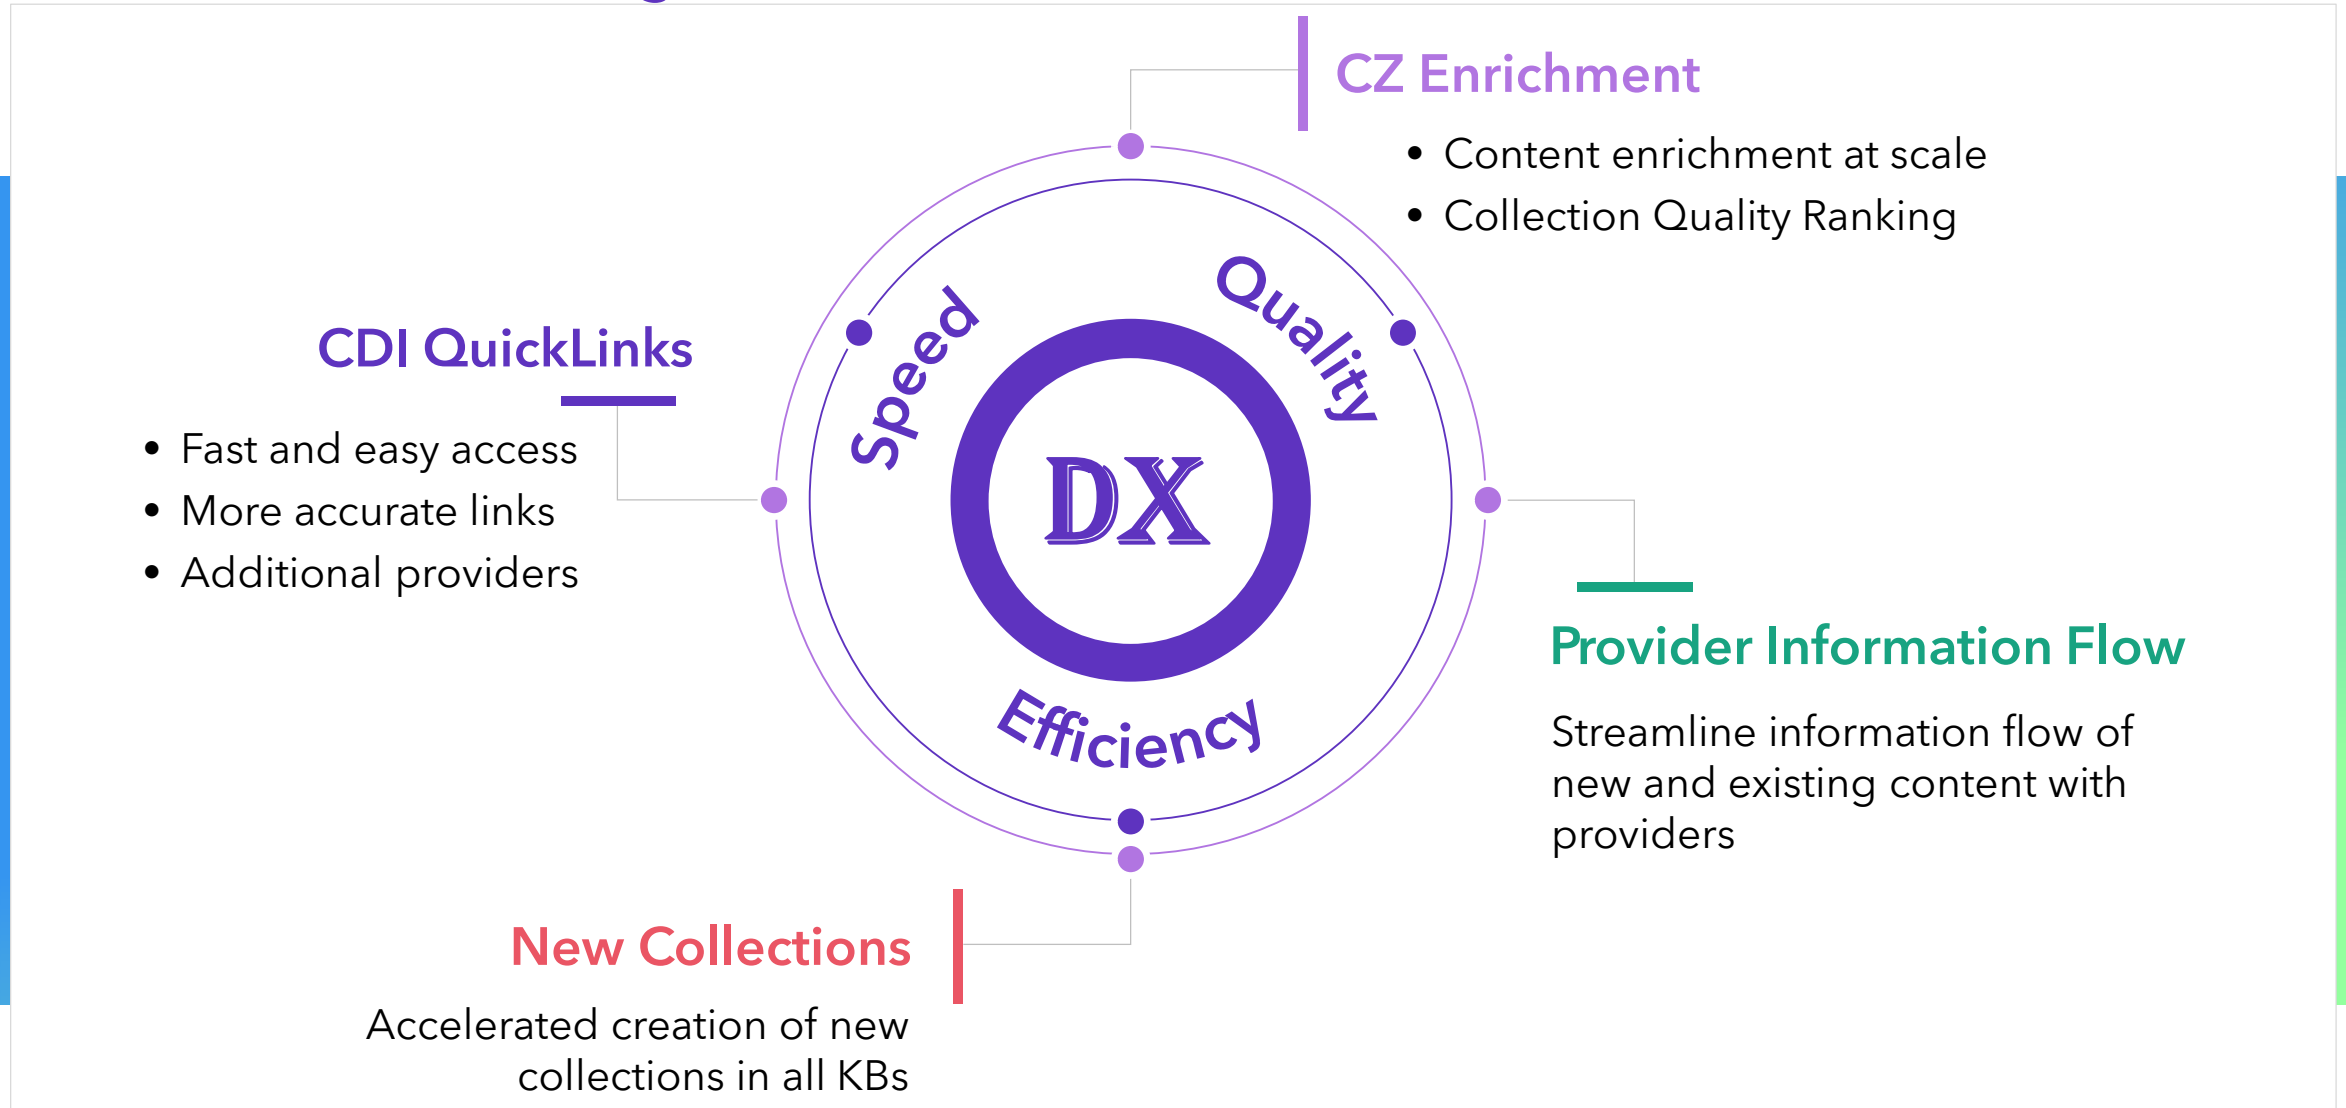 CZ Enrichment
• Content enrichment at scale
• Collection Quality Ranking
CDI QuickLinks
• Fast and easy access
• More accurate links
• Additional providers
Speed
Quality
DX
Efficiency
Provider Information Flow
Streamline information flow of
new and existing content with
providers
New Collections
Accelerated creation of new
collections in all KBs